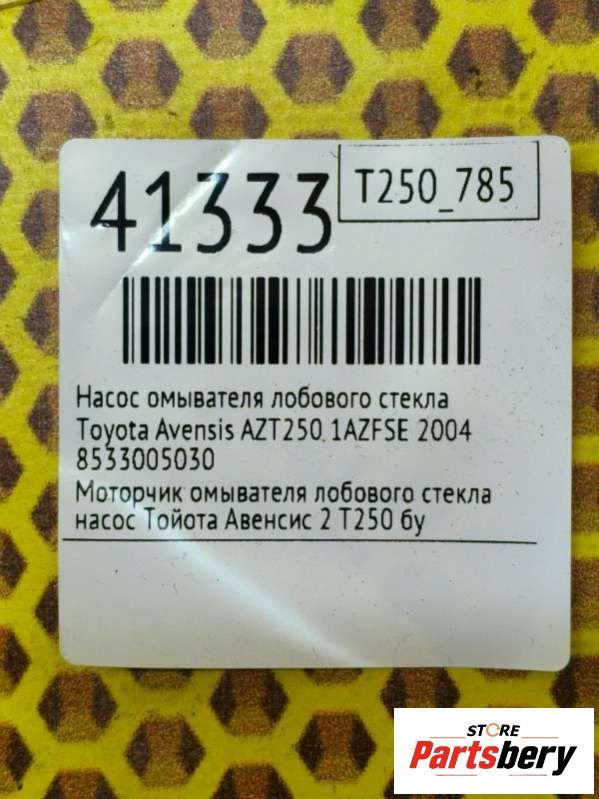 41333
T250_785
Насос омывателя лобового стекла
Toyota Avensis AZT250 1AZFSE 2004
8533005030
Моторчик омывателя лобового стекла
насос Тойота Авенсис 2 Т250 бу
STORE
Partsbery